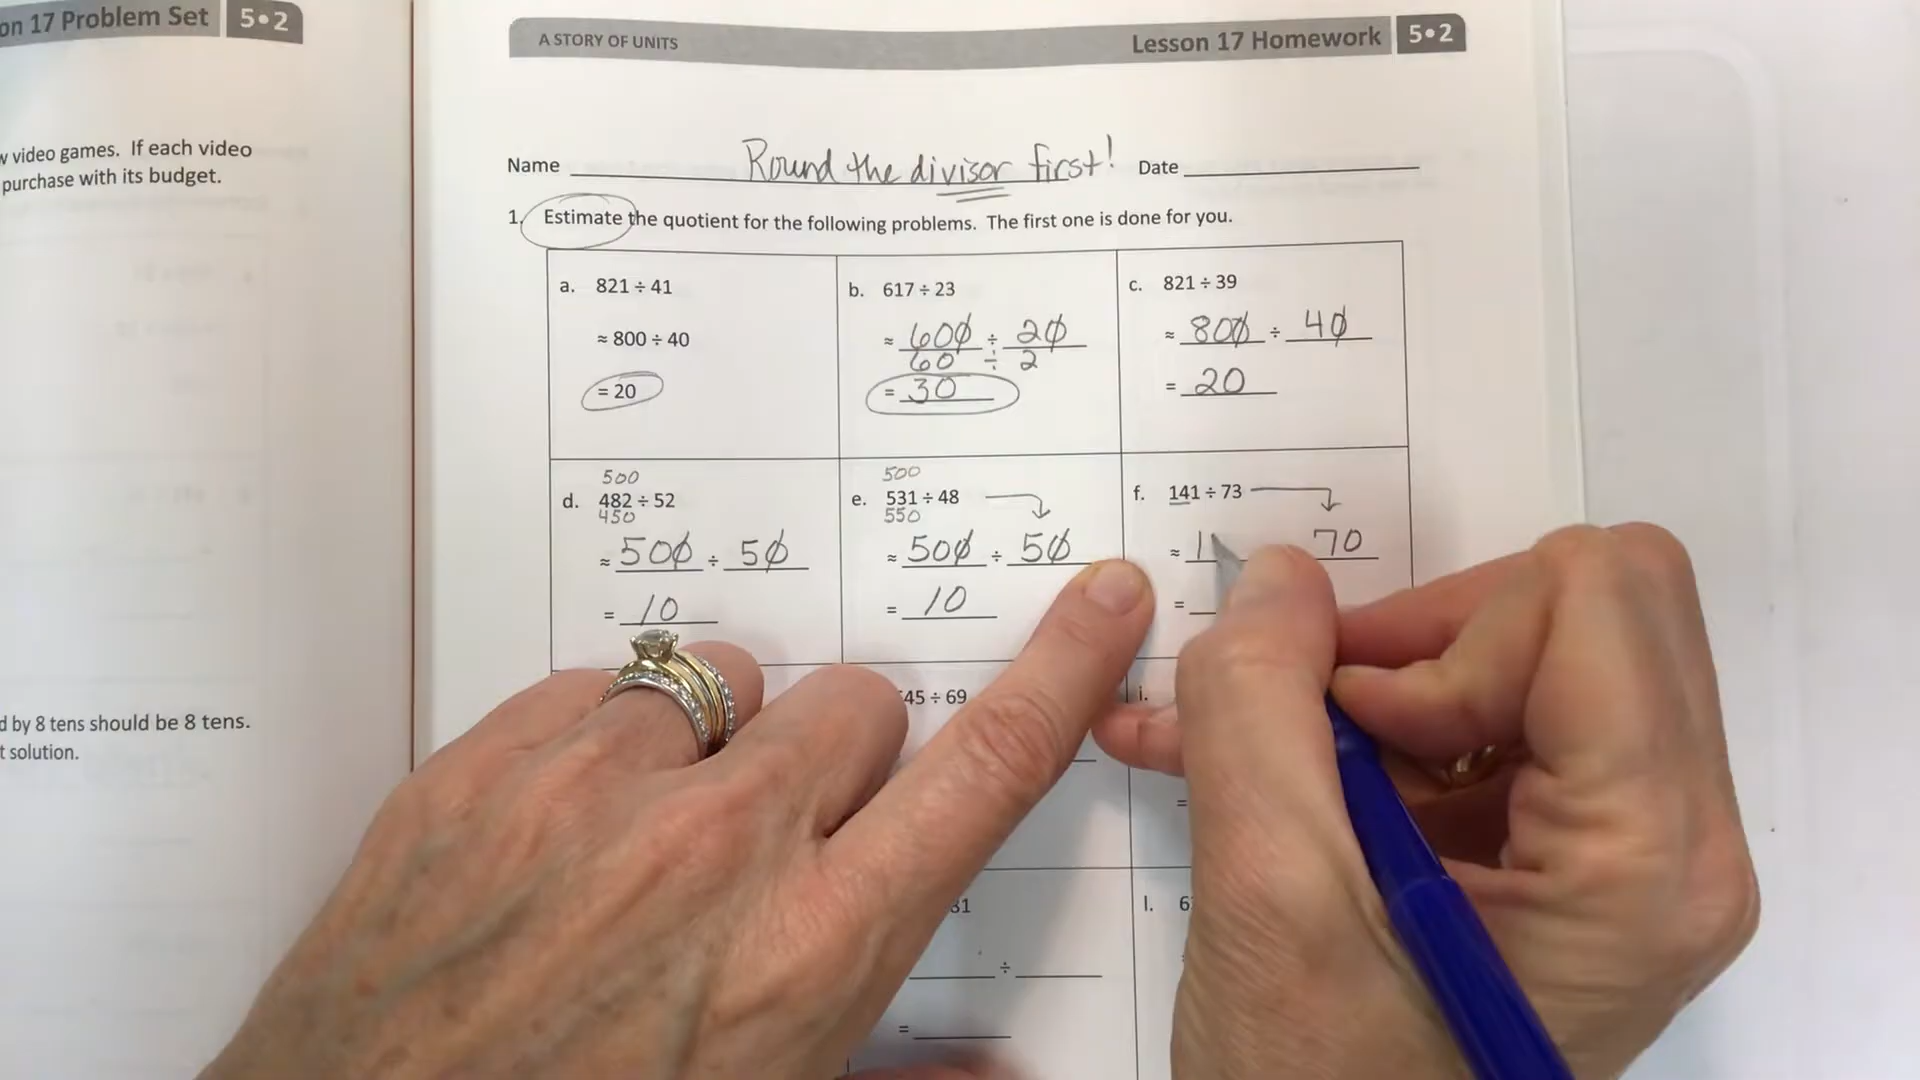 on 17 Problem Set 5•2
video games. If each video
purchase with its budget.
d by 8 tens should be 8 tens.
t solution.
A STORY OF UNITS Lesson 17 Homework 5•2
Name Round the divisor first! Date
1. Estimate the quotient for the following problems. The first one is done for you.
a. 821 ÷ 41
≈ 800 ÷ 40
= 20
b. 617 ÷ 23
≈ 600 ÷ 20
60 ÷ 2
= 30
c. 821 ÷ 39
≈ 800 ÷ 40
= 20
500
d. 482 ÷ 52
450
≈ 500 ÷ 50
= 10
500
e. 531 ÷ 48
550
≈ 500 ÷ 50
= 10
f. 141 ÷ 73
≈ 1 70
=
45 ÷ 69
i.
=
31
÷
=
l. 6